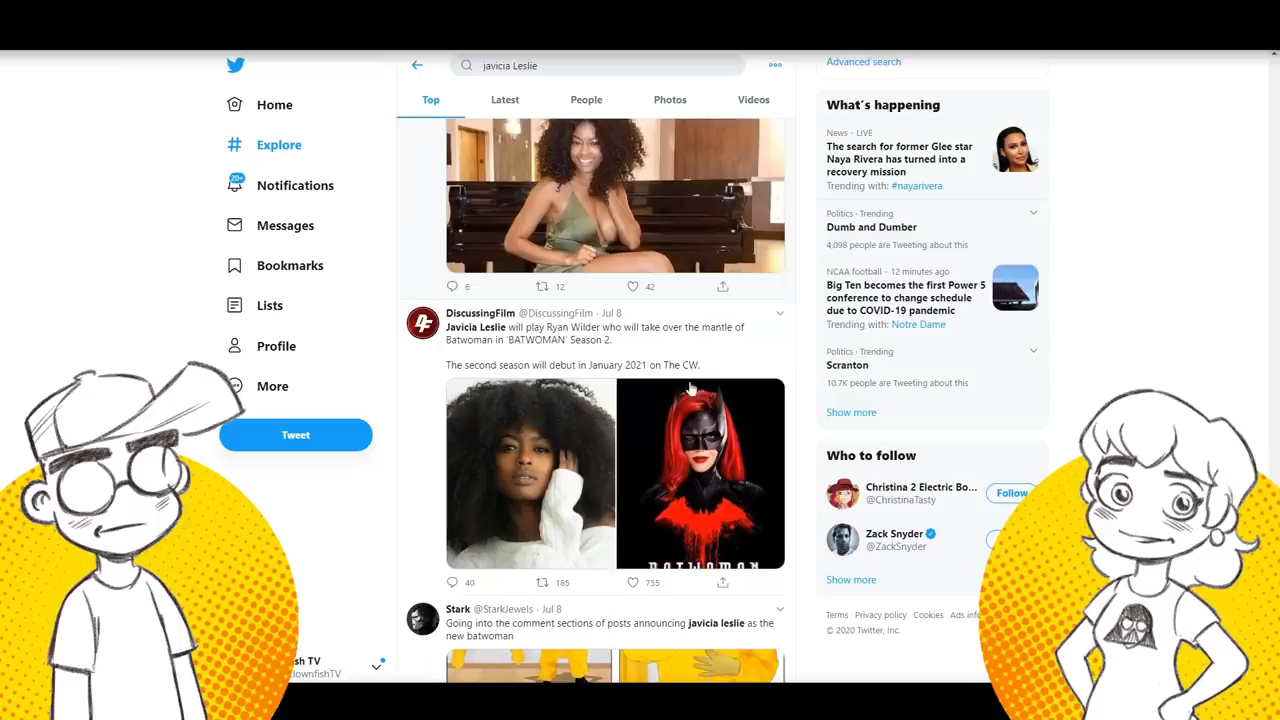 javicia Leslie
Top
Latest
People
Photos
Videos
Home
Explore
20+
Notifications
Messages
Bookmarks
Lists
Profile
More
Tweet
sh TV
lownfishTV
6
12
42
DiscussingFilm @DiscussingFilm · Jul 8
Javicia Leslie will play Ryan Wilder who will take over the mantle of
Batwoman in 'BATWOMAN' Season 2.
The second season will debut in January 2021 on The CW.
BATWOMAN
40
185
755
Stark @StarkJewels · Jul 8
Going into the comment sections of posts announcing javicia leslie as the
new batwoman
Advanced search
What's happening
News · LIVE
The search for former Glee star
Naya Rivera has turned into a
recovery mission
Trending with: #nayarivera
Politics · Trending
Dumb and Dumber
4,098 people are Tweeting about this
NCAA football · 12 minutes ago
Big Ten becomes the first Power 5
conference to change schedule
due to COVID-19 pandemic
Trending with: Notre Dame
Politics · Trending
Scranton
10.7K people are Tweeting about this
Show more
Who to follow
Christina 2 Electric Bo...
@ChristinaTasty
Follow
Zack Snyder
@ZackSnyder
Show more
Terms Privacy policy Cookies Ads info
© 2020 Twitter, Inc.